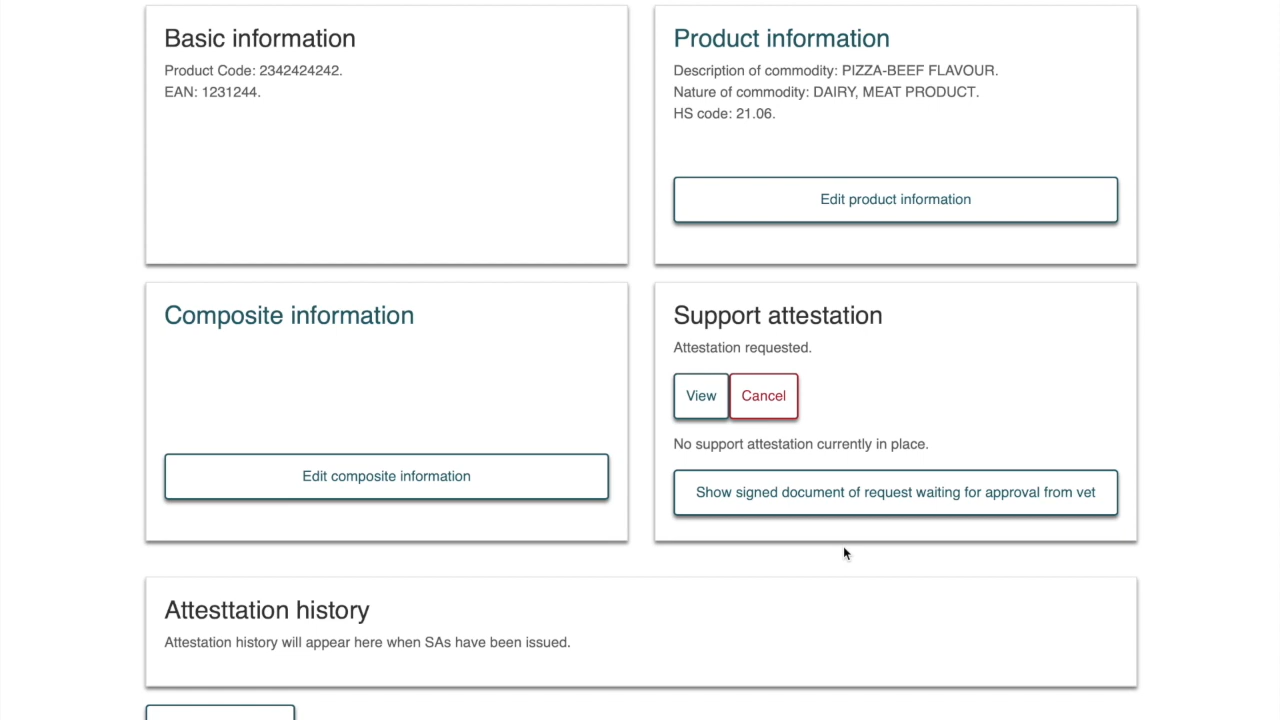 Basic information
Product Code: 2342424242.
EAN: 1231244.
Product information
Description of commodity: PIZZA-BEEF FLAVOUR.
Nature of commodity: DAIRY, MEAT PRODUCT.
HS code: 21.06.
Edit product information
Composite information
Edit composite information
Support attestation
Attestation requested.
View Cancel
No support attestation currently in place.
Show signed document of request waiting for approval from vet
Attesttation history
Attestation history will appear here when SAs have been issued.